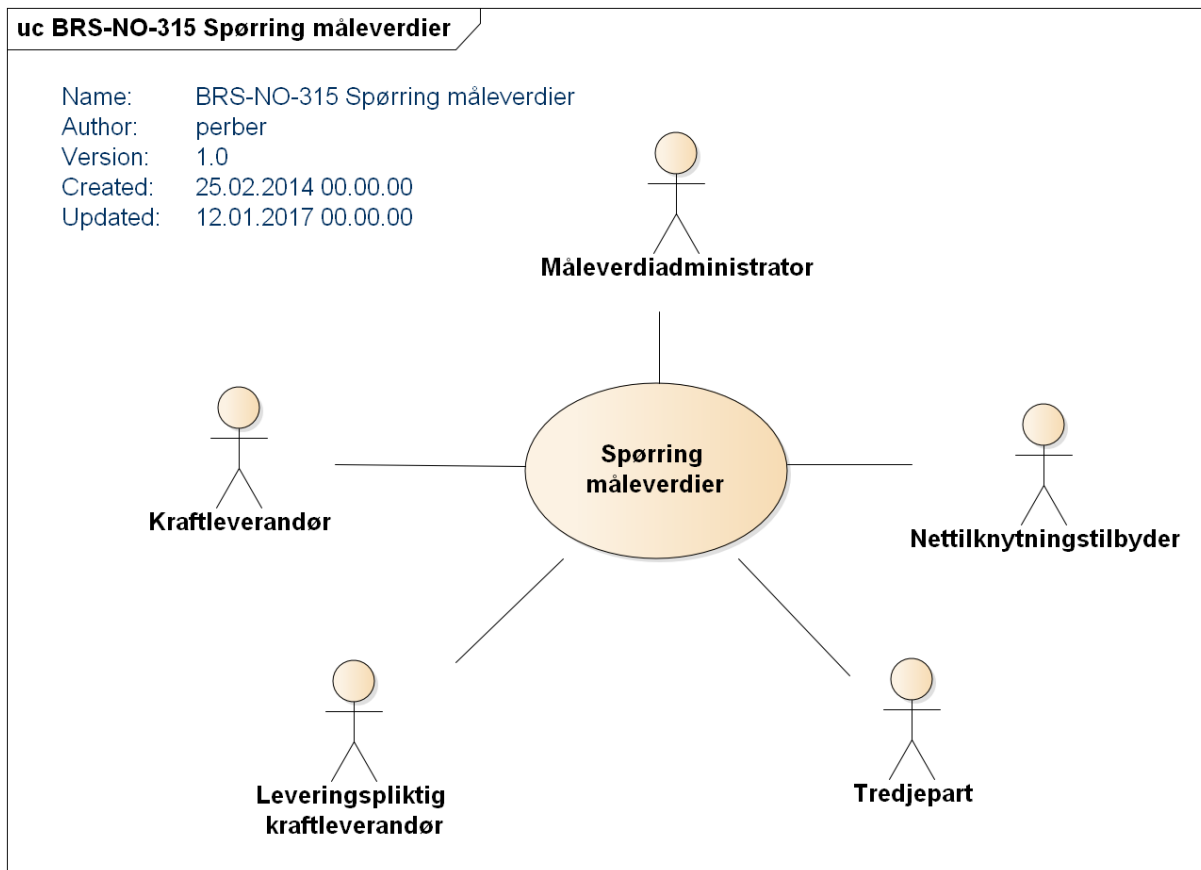 uc BRS-NO-315 Spørring måleverdier
Name: BRS-NO-315 Spørring måleverdier
Author: perber
Version: 1.0
Created: 25.02.2014 00.00.00
Updated: 12.01.2017 00.00.00
Måleverdiadministrator
Kraftleverandør
Spørring
måleverdier
Nettilknytningstilbyder
Leveringspliktig
kraftleverandør
Tredjepart